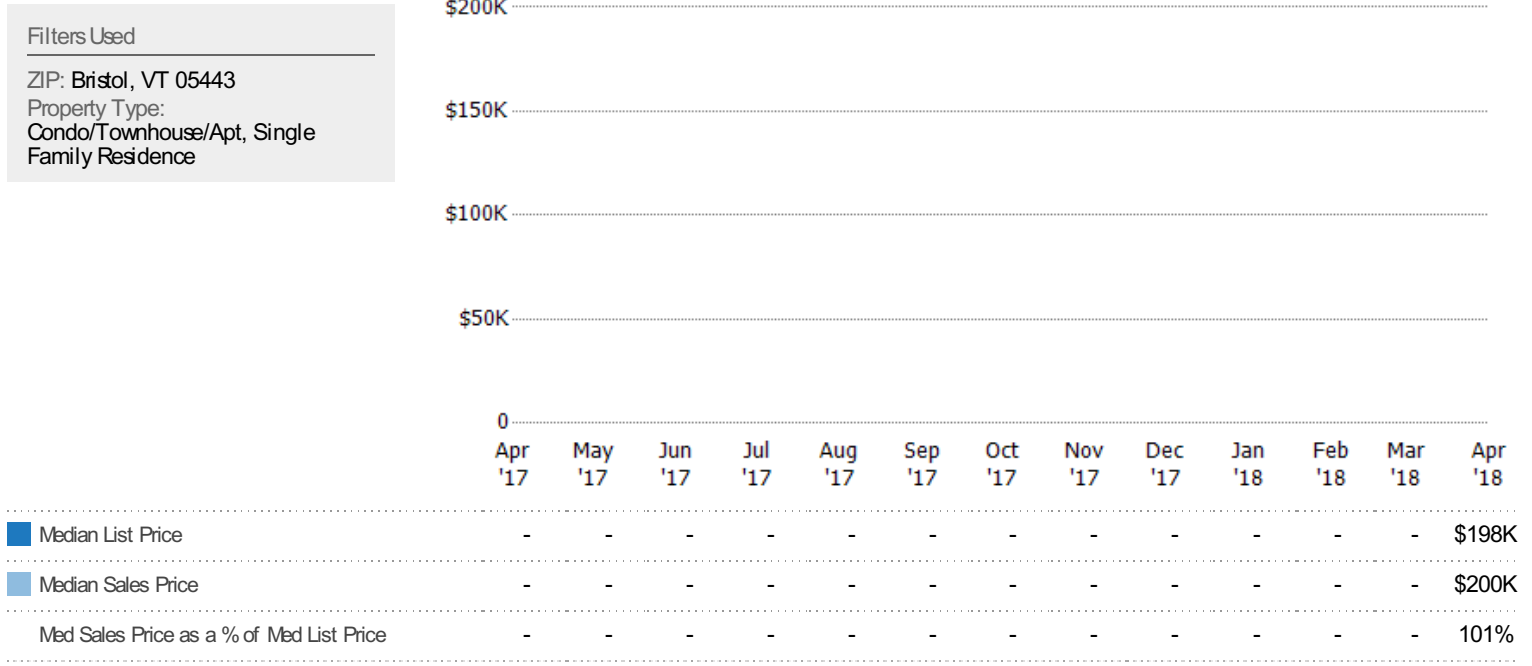 Filters Used
ZIP: Bristol, VT 05443
Property Type:
Condo/Townhouse/Apt, Single
Family Residence
$200K
$150K
$100K
$50K
0
Apr May Jun Jul Aug Sep Oct Nov Dec Jan Feb Mar Apr
'17 '17 '17 '17 '17 '17 '17 '17 '17 '18 '18 '18 '18
Median List Price - - - - - - - - - - - - $198K
Median Sales Price - - - - - - - - - - - - $200K
Med Sales Price as a % of Med List Price - - - - - - - - - - - - 101%